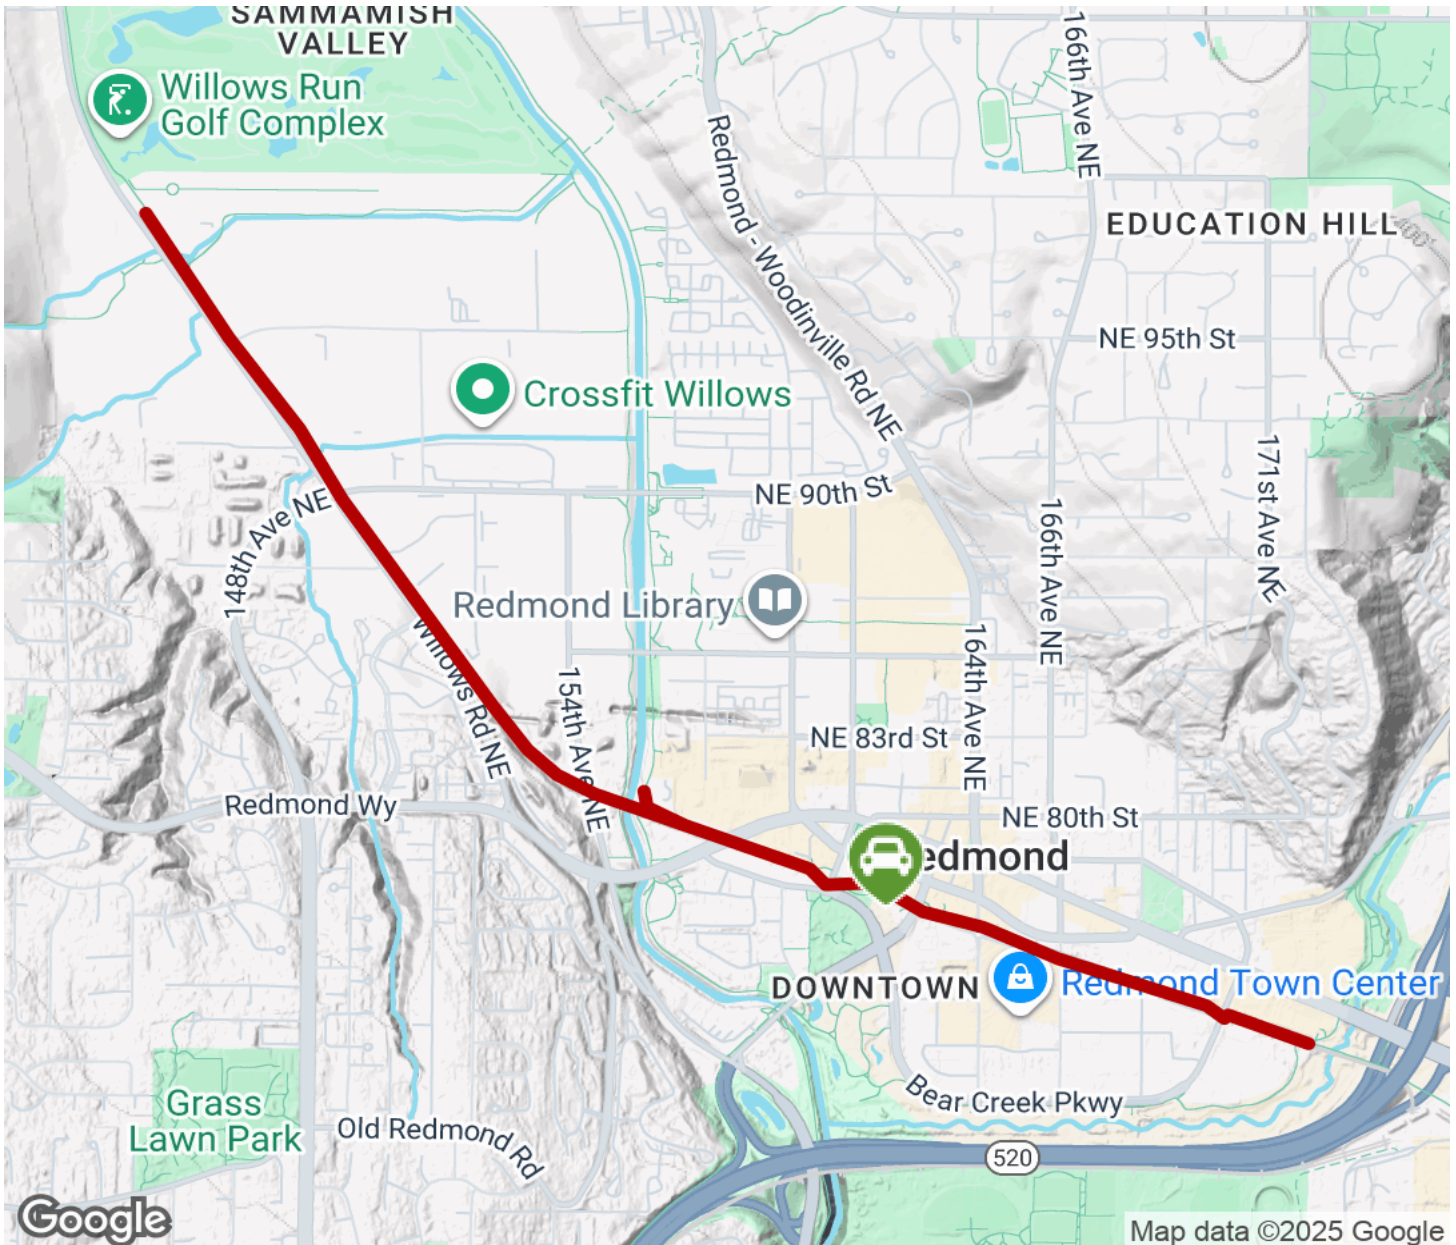 SAMMAMISH
VALLEY
Willows Run
Golf Complex
166th Ave NE
Redmond - Woodinville Rd NE
EDUCATION HILL
400'
NE 95th St
Crossfit Willows
171st Ave NE
NE 90th St
148th Ave NE
166th Ave NE
Redmond Library
Willows Rd NE
164th Ave NE
154th Ave NE
NE 83rd St
Redmond Wy
NE 80th St
edmond
DOWNTOWN
Redmond Town Center
Bear Creek Pkwy
Grass
Lawn Park
Old Redmond Rd
520
Google
Map data ©2025 Google